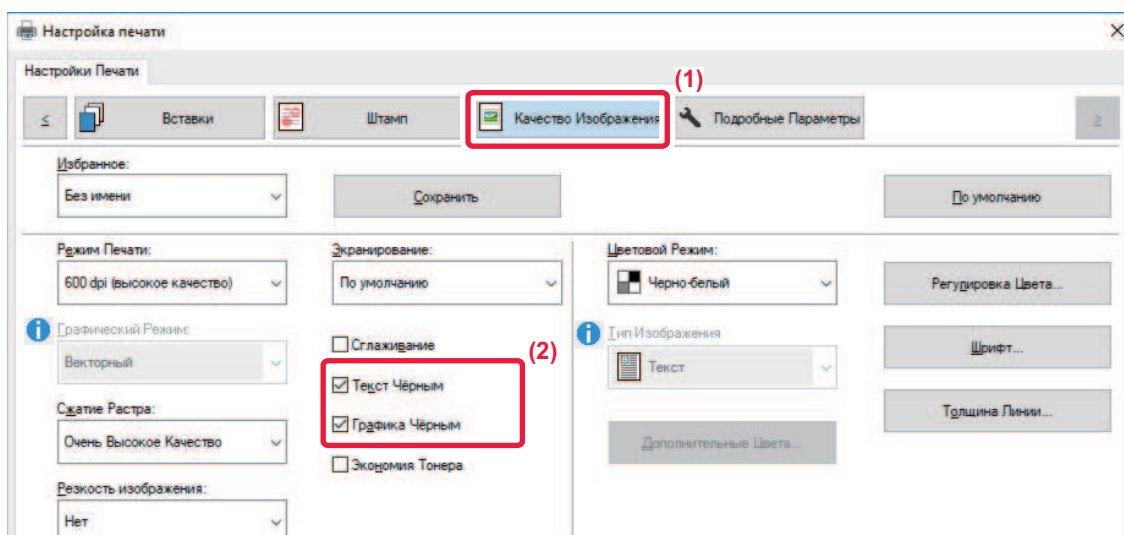 Настройка печати
Настройки Печати
(1)
≤ Вставки Штамп Качество Изображения Подробные Параметры ≥
Избранное:
Без имени Сохранить По умолчанию
Режим Печати: Экранирование: Цветовой Режим:
600 dpi (высокое качество) По умолчанию Черно-белый Регулировка Цвета...
Графический Режим: Тип Изображения
Сглаживание (2) Шрифт...
Векторный Текст
Текст Чёрным
Сжатие Растра: Толщина Линии...
Графика Чёрным
Очень Высокое Качество Дополнительные Цвета...
Экономия Тонера
Резкость изображения:
Нет